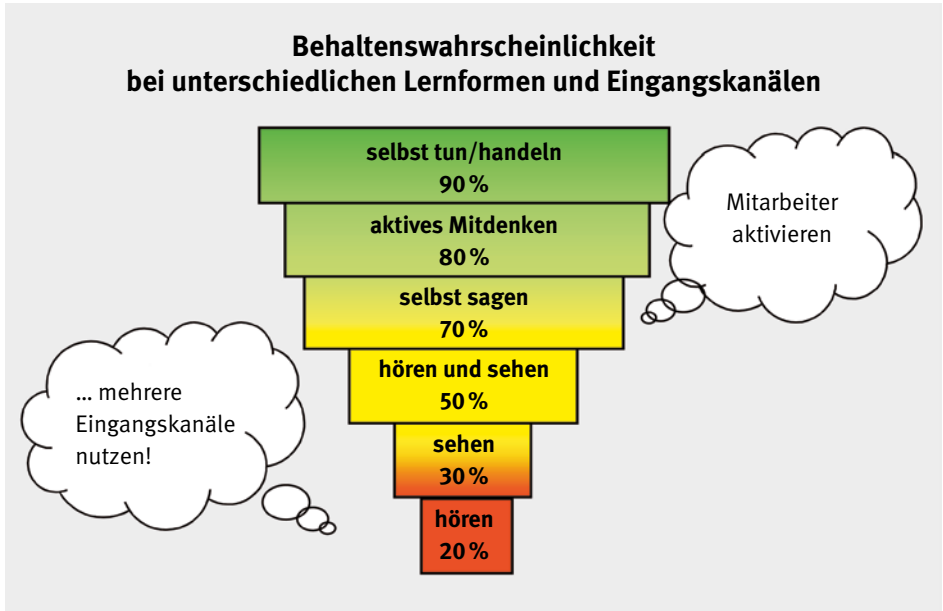 Behaltenswahrscheinlichkeit
bei unterschiedlichen Lernformen und Eingangskanälen
selbst tun/handeln
90 %
aktives Mitdenken
80 %
selbst sagen
70 %
hören und sehen
50 %
sehen
30 %
hören
20 %
Mitarbeiter
aktivieren
... mehrere
Eingangskanäle
nutzen!